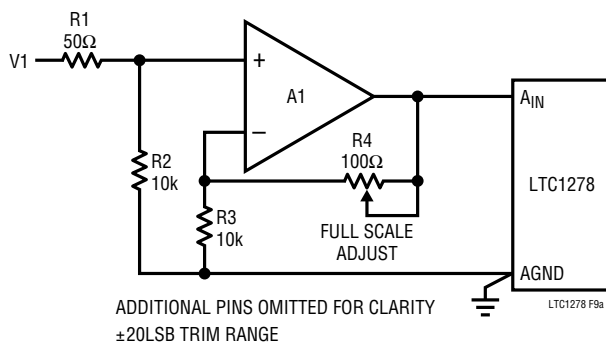 R1
50Ω
V1
+
A1
–
R4
100Ω
AIN
LTC1278
R2
10k
R3
10k
FULL SCALE
ADJUST
AGND
LTC1278 F9a
ADDITIONAL PINS OMITTED FOR CLARITY
±20LSB TRIM RANGE